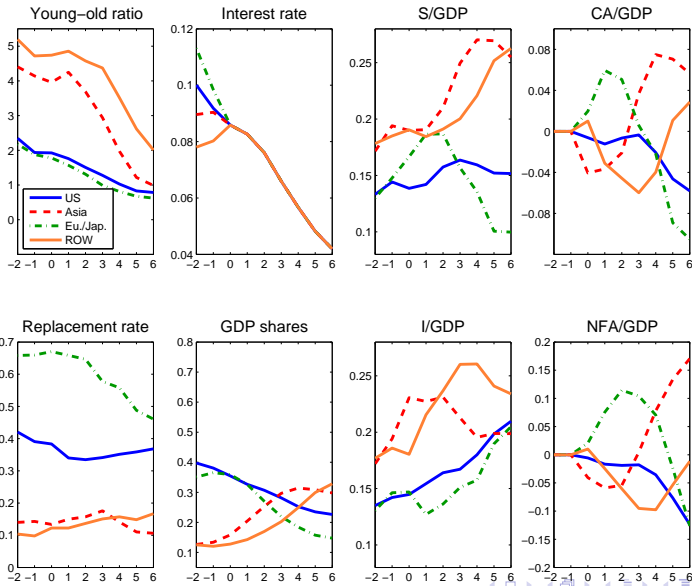 Young−old ratio
Interest rate
S/GDP
CA/GDP
5
4
3
2
1
0
US
Asia
Eu./Jap.
ROW
−2 −1 0 1 2 3 4 5 6
0.12
0.1
0.08
0.06
0.04
−2 −1 0 1 2 3 4 5 6
0.25
0.2
0.15
0.1
−2 −1 0 1 2 3 4 5 6
0.08
0.04
0
−0.04
−0.08
−2 −1 0 1 2 3 4 5 6
Replacement rate
GDP shares
I/GDP
NFA/GDP
0.7
0.6
0.5
0.4
0.3
0.2
0.1
0
−2 −1 0 1 2 3 4 5 6
0.8
0.7
0.6
0.5
0.4
0.3
0.2
0.1
−2 −1 0 1 2 3 4 5 6
0.25
0.2
0.15
0.1
−2 −1 0 1 2 3 4 5 6
0.2
0.15
0.1
0.05
0
−0.05
−0.1
−0.15
−0.2
−2 −1 0 1 2 3 4 5 6